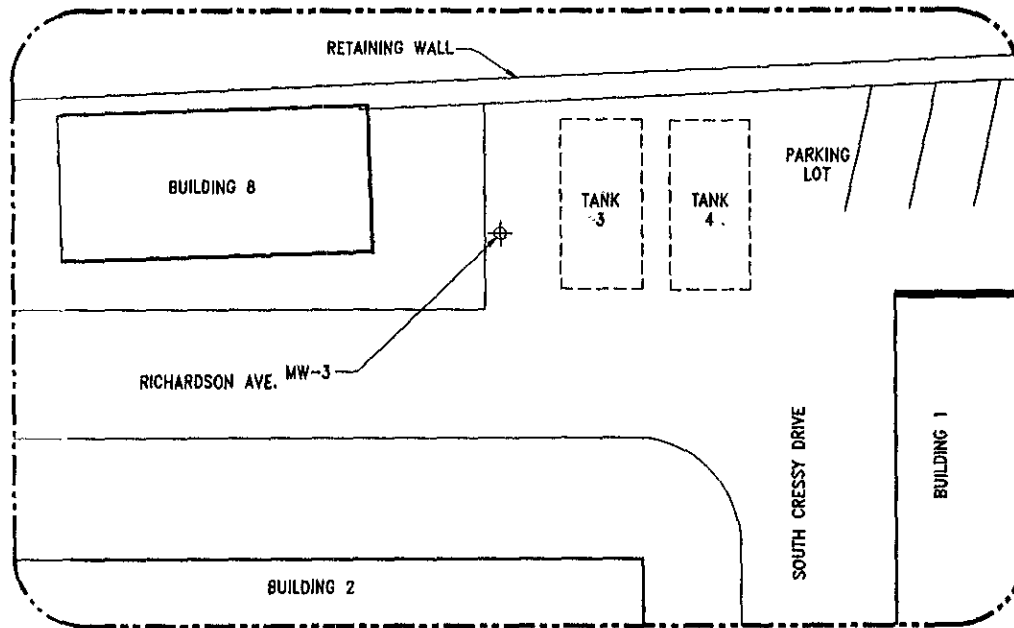 RETAINING WALL
BUILDING 8
TANK
3
TANK
4
PARKING
LOT
RICHARDSON AVE.
MW-3
SOUTH CRESSY DRIVE
BUILDING 1
BUILDING 2